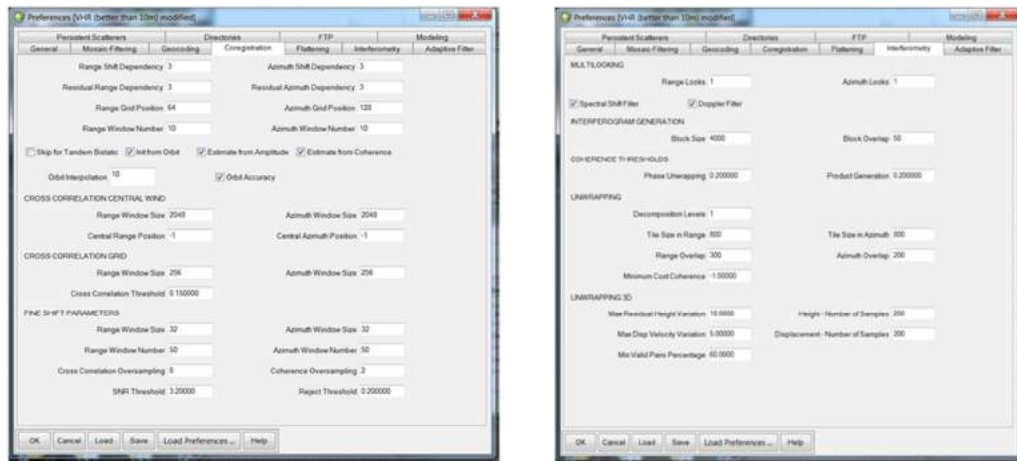 Preferences [VHR (better than 10m) modified]
Persistent Scatterers Directories FTP Modeling
General Mosaic-Filtering Geocoding Coregistration Flattening Interferometry Adaptive Filter
Range Shift Dependency 3 Azimuth Shift Dependency 3
Residual Range Dependency 3 Residual Azimuth Dependency 3
Range Grid Position 64 Azimuth Grid Position 128
Range Window Number 10 Azimuth Window Number 10
Skip for Tandem Bistatic Init from Orbit Estimate from Amplitude Estimate from Coherence
Orbit Interpolation 10 Orbit Accuracy
CROSS CORRELATION CENTRAL WIND
Range Window Size 2048 Azimuth Window Size 2048
Central Range Position -1 Central Azimuth Position -1
CROSS CORRELATION GRID
Range Window Size 256 Azimuth Window Size 256
Cross Correlation Threshold 0.150000
FINE SHIFT PARAMETERS
Range Window Size 32 Azimuth Window Size 32
Range Window Number 50 Azimuth Window Number 50
Cross Correlation Oversampling 8 Coherence Oversampling 2
SNR Threshold 3.20000 Reject Threshold 0.200000
OK Cancel Load Save Load Preferences ... Help
Preferences [VHR (better than 10m) modified]
Persistent Scatterers Directories FTP Modeling
General Mosaic-Filtering Geocoding Coregistration Flattening Interferometry Adaptive Filter
MULTILOOKING
Range Looks 1 Azimuth Looks 1
Spectral Shift Filter Doppler Filter
INTERFEROGRAM GENERATION
Block Size 4000 Block Overlap 50
COHERENCE THRESHOLDS
Phase Unwrapping 0.200000 Product Generation 0.200000
UNWRAPPING
Decomposition Levels 1
Tile Size in Range 800 Tile Size in Azimuth 800
Range Overlap 300 Azimuth Overlap 200
Minimum Cost Coherence -1.00000
UNWRAPPING 3D
Max Residual Height Variation 10.0000 Height - Number of Samples 200
Max Disp Velocity Variation 5.00000 Displacement - Number of Samples 200
Min Valid Pairs Percentage 60.0000
OK Cancel Load Save Load Preferences ... Help